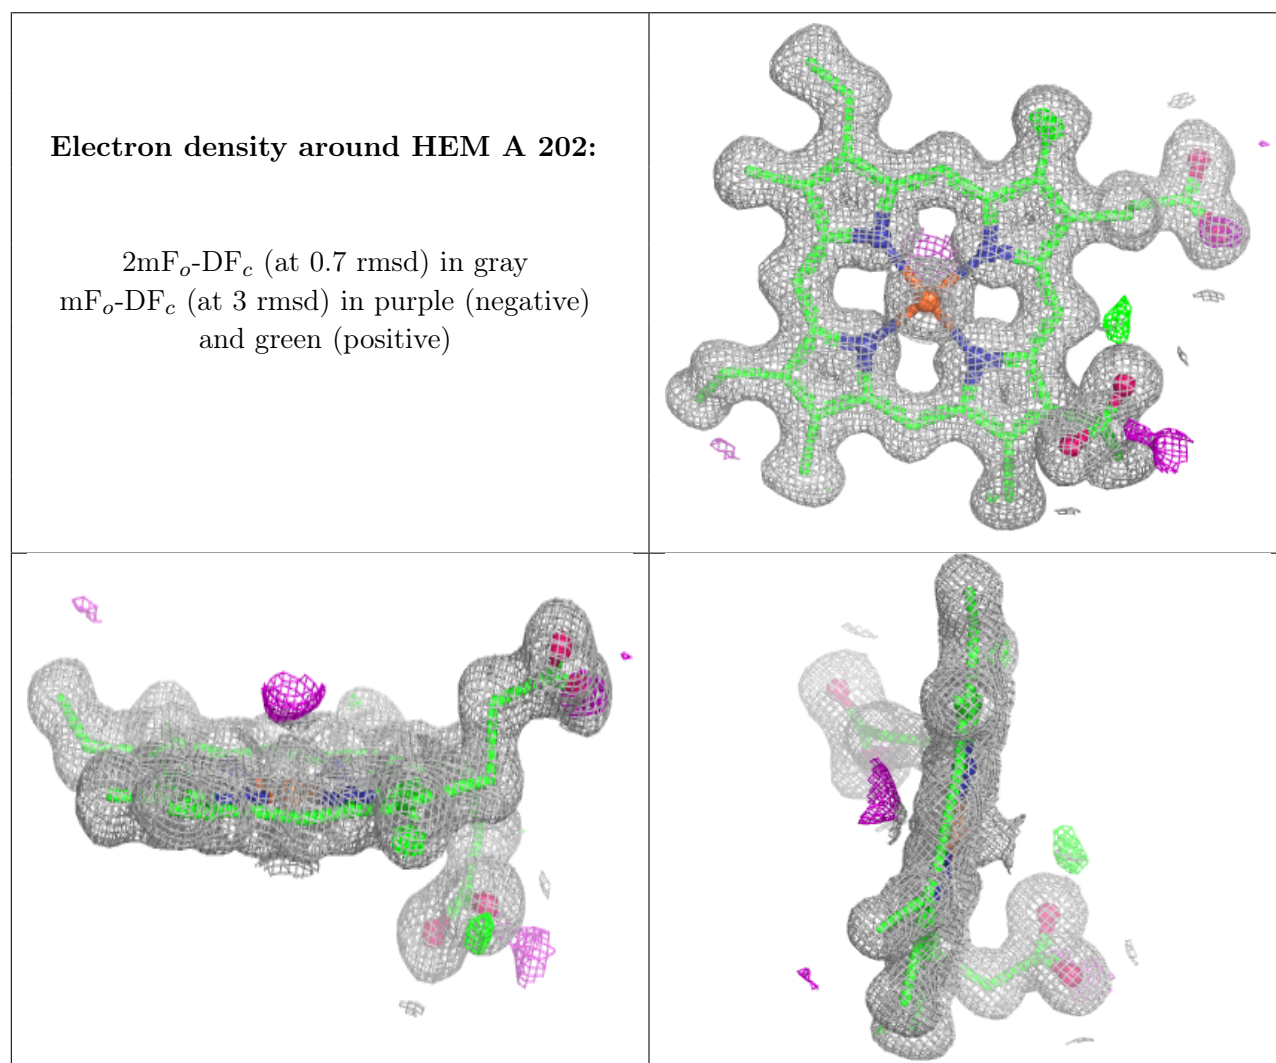 Electron density around HEM A 202:
2mFₒ-DF𝒸 (at 0.7 rmsd) in gray
mFₒ-DF𝒸 (at 3 rmsd) in purple (negative)
and green (positive)